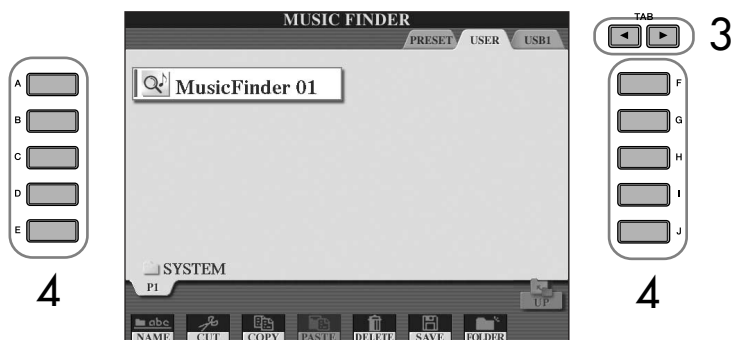 MUSIC FINDER
PRESET USER USB1
TAB
3
MusicFinder 01
A
B
C
D
E
F
G
H
I
J
4
4
SYSTEM
P1
UP
NAME CUT COPY PASTE DELETE SAVE FOLDER
abc